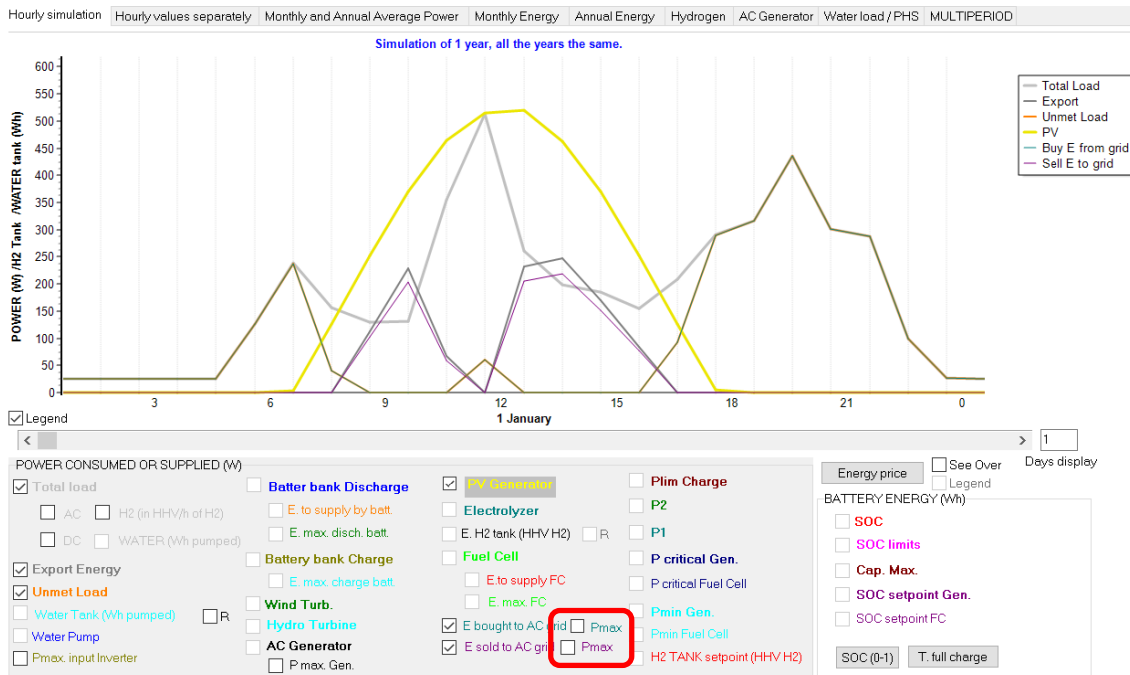 Hourly simulation Hourly values separately Monthly and Annual Average Power Monthly Energy Annual Energy Hydrogen AC Generator Water load / PHS MULTIPERIOD
Simulation of 1 year, all the years the same.
POWER (W) /H2 Tank /WATER tank (Wh)
600
550
500
450
400
350
300
250
200
150
100
50
0
3 6 9 12 15 18 21 0
1 January
Total Load
Export
Unmet Load
PV
Buy E from grid
Sell E to grid
Legend
1
Days display
POWER CONSUMED OR SUPPLIED (W)
Total load
AC H2 (in HHV/h of H2)
DC WATER (Wh pumped)
Export Energy
Unmet Load
Water Tank (Wh pumped) R
Water Pump
Pmax. input Inverter
Batter bank Discharge
E. to supply by batt.
E. max. disch. batt.
Battery bank Charge
E. max. charge batt.
Wind Turb.
Hydro Turbine
AC Generator
P max. Gen.
PV Generator
Electrolyzer
E. H2 tank (HHV H2) R
Fuel Cell
E.to supply FC
E. max. FC
E bought to AC grid Pmax
E sold to AC grid Pmax
Plim Charge
P2
P1
P critical Gen.
P critical Fuel Cell
Pmin Gen.
Pmin Fuel Cell
H2 TANK setpoint (HHV H2)
Energy price
See Over
Legend
BATTERY ENERGY (Wh)
SOC
SOC limits
Cap. Max.
SOC setpoint Gen.
SOC setpoint FC
SOC (0-1) T. full charge